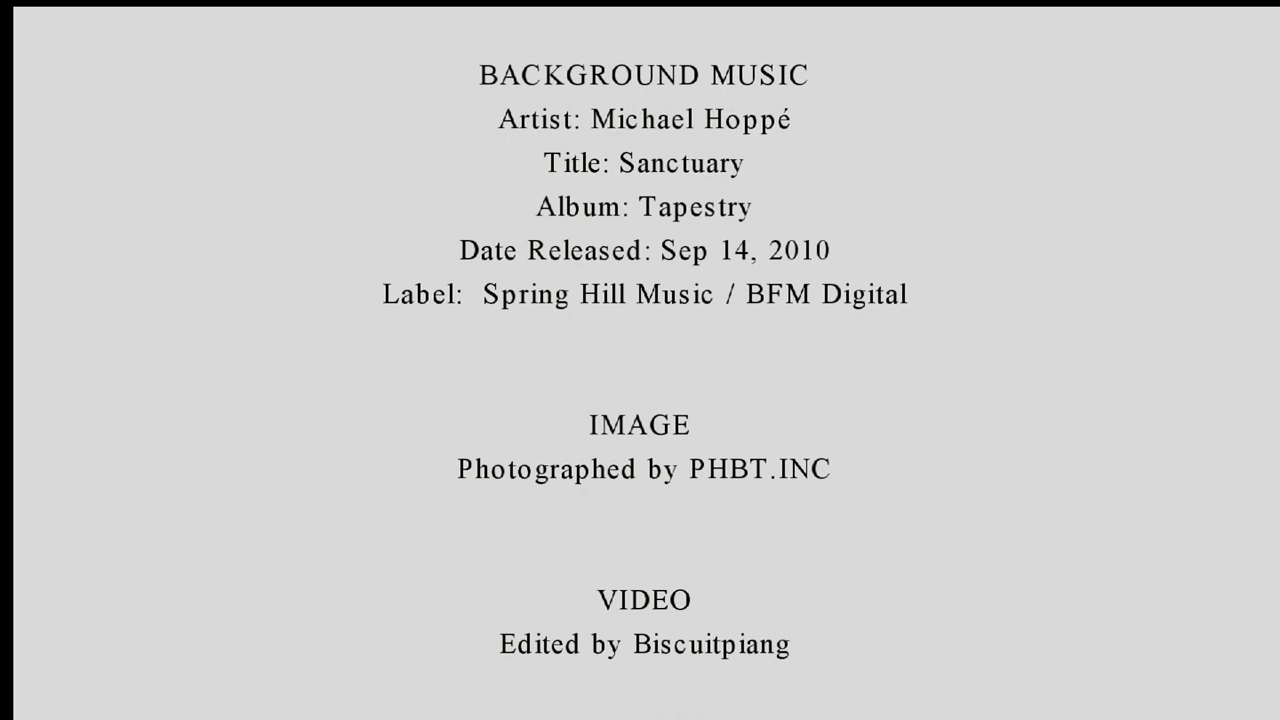 BACKGROUND MUSIC
Artist: Michael Hoppé
Title: Sanctuary
Album: Tapestry
Date Released: Sep 14, 2010
Label:  Spring Hill Music / BFM Digital
IMAGE
Photographed by PHBT.INC
VIDEO
Edited by Biscuitpiang